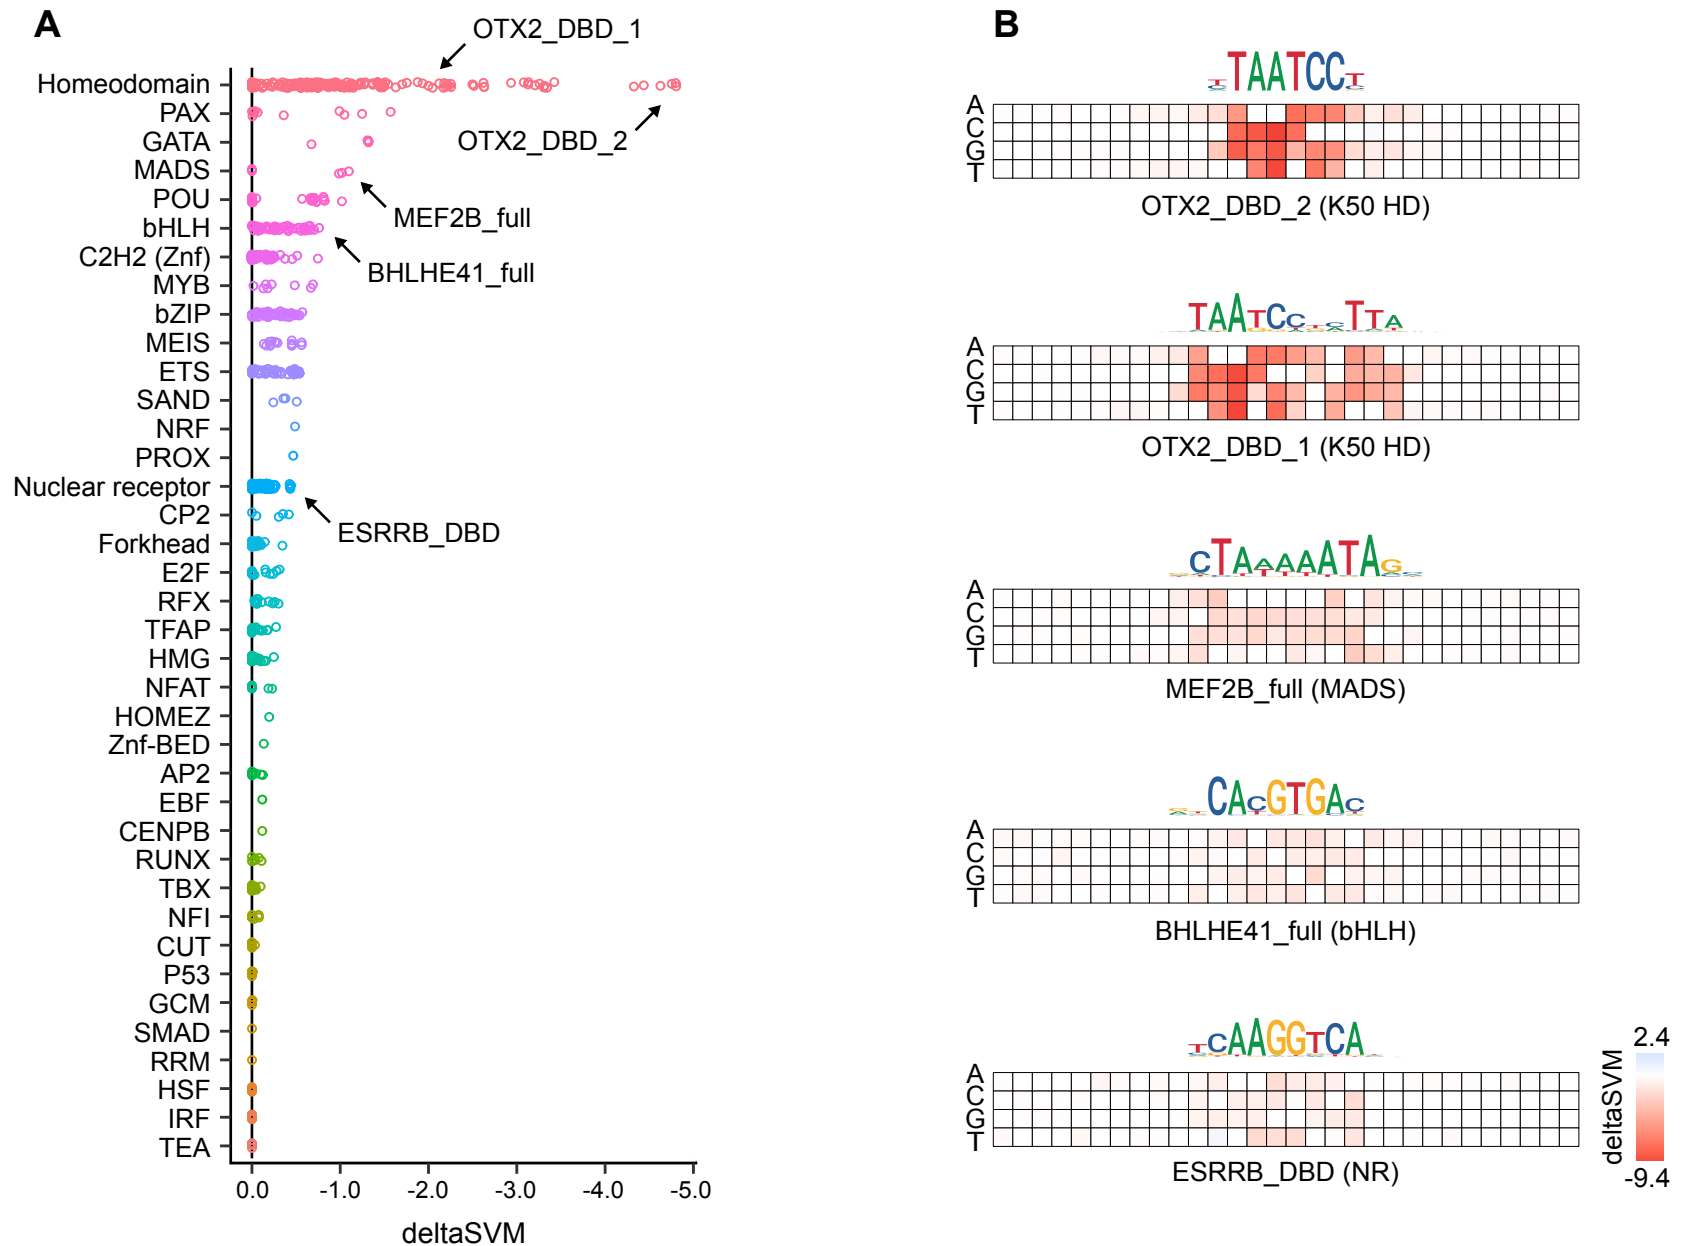 A
OTX2_DBD_1
Homeodomain
PAX
GATA
OTX2_DBD_2
MADS
POU
MEF2B_full
bHLH
C2H2 (Znf)
BHLHE41_full
MYB
bZIP
MEIS
ETS
SAND
NRF
PROX
Nuclear receptor
CP2
ESRRB_DBD
Forkhead
E2F
RFX
TFAP
HMG
NFAT
HOMEZ
Znf-BED
AP2
EBF
CENPB
RUNX
TBX
NFI
CUT
P53
GCM
SMAD
RRM
HSF
IRF
TEA
0.0 -1.0 -2.0 -3.0 -4.0 -5.0
deltaSVM
B
TTAATCCT
A
C
G
T
OTX2_DBD_2 (K50 HD)
TAATCCTCTTA
A
C
G
T
OTX2_DBD_1 (K50 HD)
CTAAAAATAG
A
C
G
T
MEF2B_full (MADS)
CACGTGAC
A
C
G
T
BHLHE41_full (bHLH)
TCAAGGTCA
A
C
G
T
ESRRB_DBD (NR)
2.4
deltaSVM
-9.4